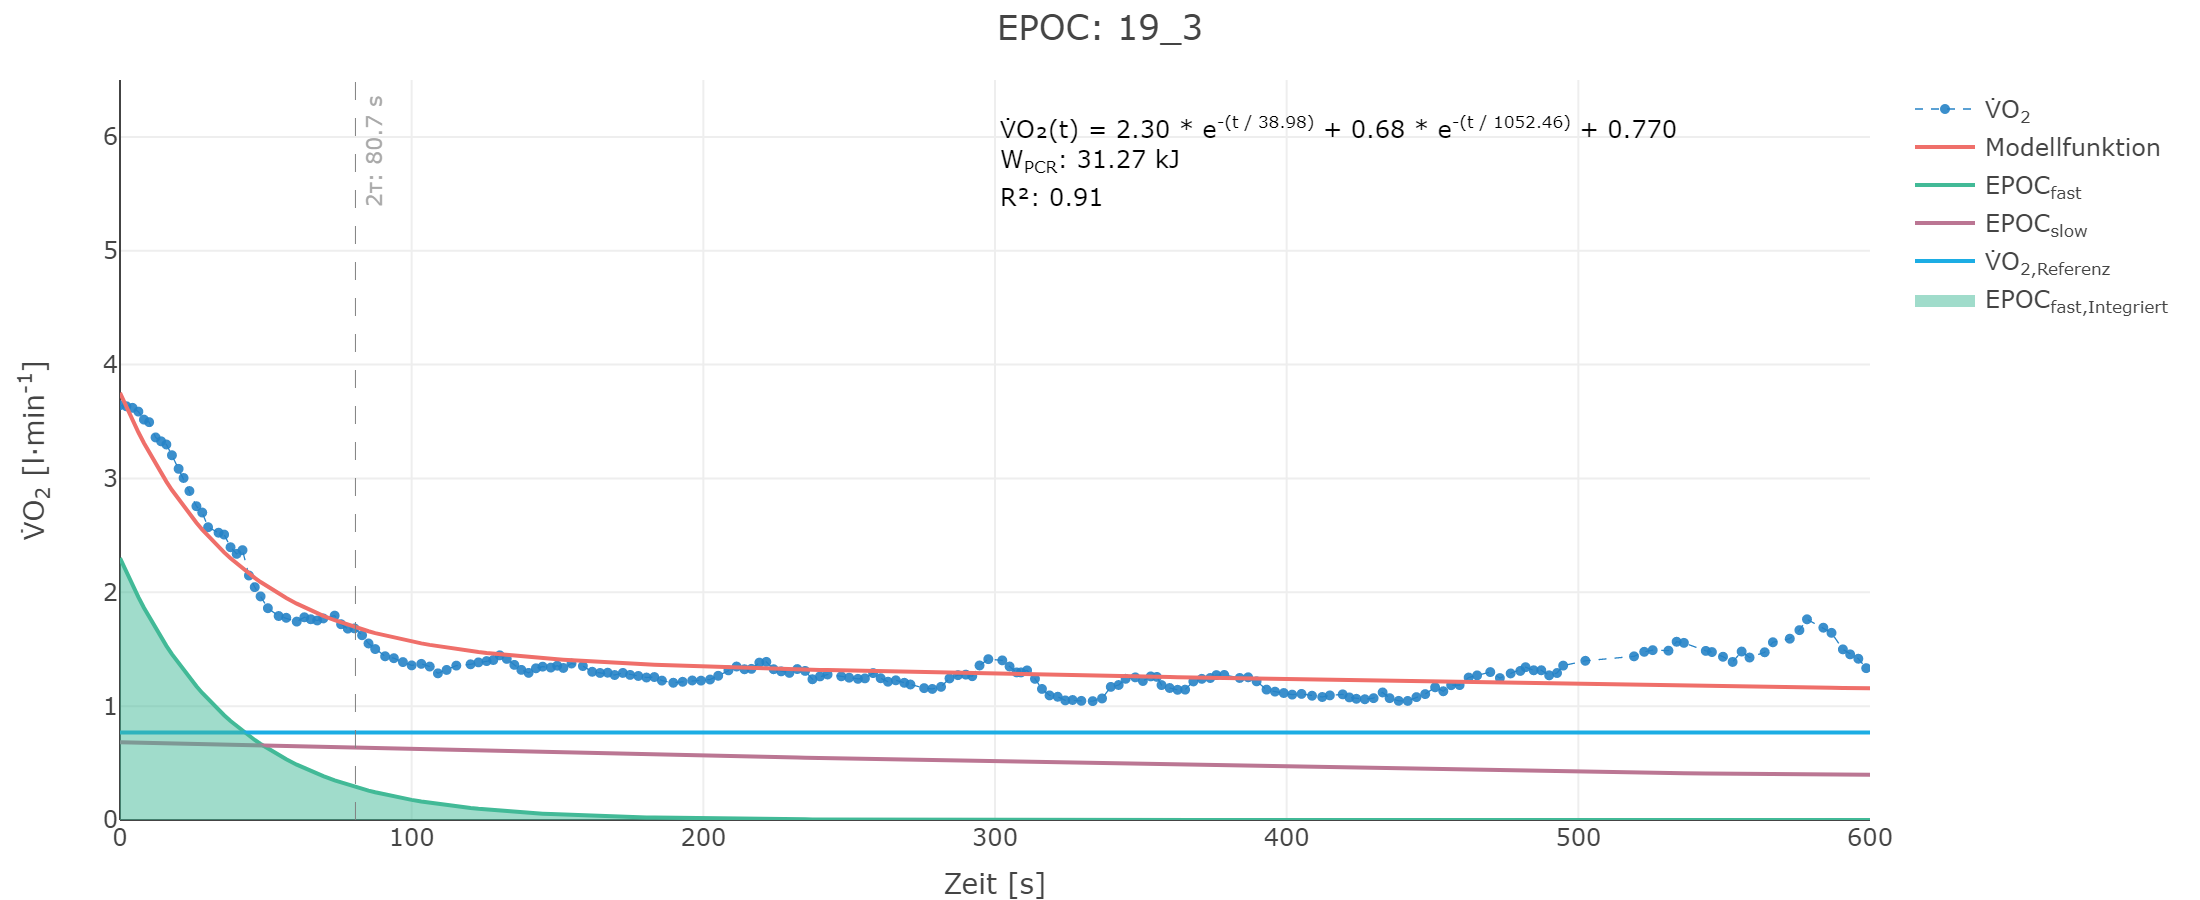 EPOC: 19_3
V̇O₂(t) = 2.30 * e^-(t / 38.98) + 0.68 * e^-(t / 1052.46) + 0.770
W_PCR: 31.27 kJ
R²: 0.91
2τ: 80.7 s
V̇O₂
Modellfunktion
EPOC_fast
EPOC_slow
V̇O₂,Referenz
EPOC_fast,Integriert
V̇O₂ [l·min⁻¹]
6
5
4
3
2
1
0
0 100 200 300 400 500 600
Zeit [s]